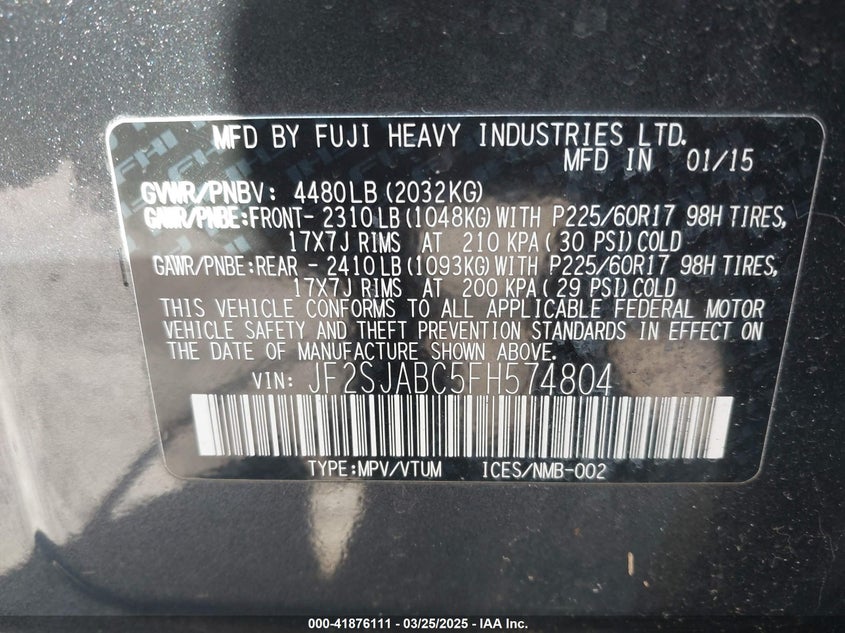 MFD BY FUJI HEAVY INDUSTRIES LTD.
MFD IN 01/15
GVWR/PNBV: 4480LB(2032KG)
GAWR/PNBE:FRONT- 2310LB(1048KG)WITH P225/60R17 98H TIRES,
17X7J RIMS AT 210 KPA(30 PSI)COLD
GAWR/PNBE:REAR - 2410LB(1093KG)WITH P225/60R17 98H TIRES,
17X7J RIMS AT 200 KPA(29 PSI)COLD
THIS VEHICLE CONFORMS TO ALL APPLICABLE FEDERAL MOTOR
VEHICLE SAFETY AND THEFT PREVENTION STANDARDS IN EFFECT ON
THE DATE OF MANUFACTURE SHOWN ABOVE.
VIN: JF2SJABC5FH574804
TYPE:MPV/VTUM ICES/NMB-002
000-41876111 — 03/25/2025 — IAA Inc.